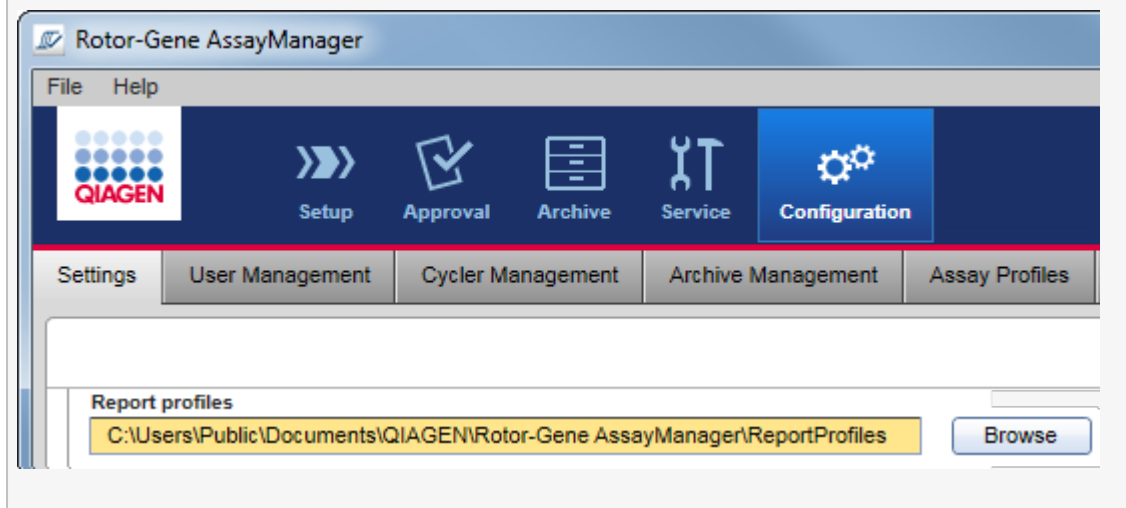 Rotor-Gene AssayManager
File Help
QIAGEN
Setup Approval Archive Service Configuration
Settings User Management Cycler Management Archive Management Assay Profiles
Report profiles
C:\Users\Public\Documents\QIAGEN\Rotor-Gene AssayManager\ReportProfiles Browse